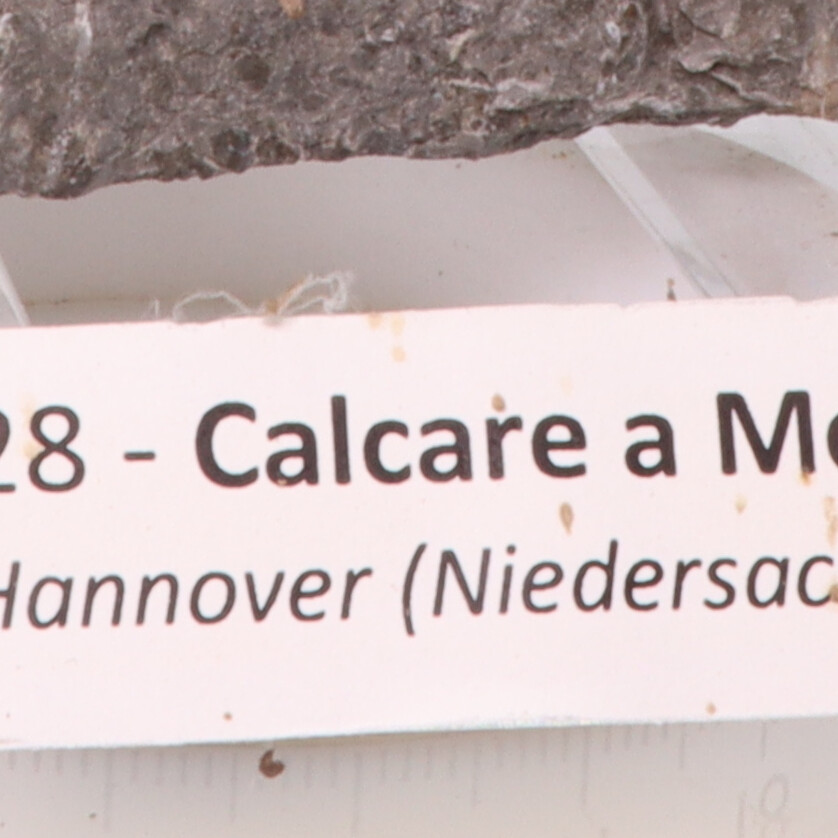 28 - Calcare a
Hannover (Niedersac